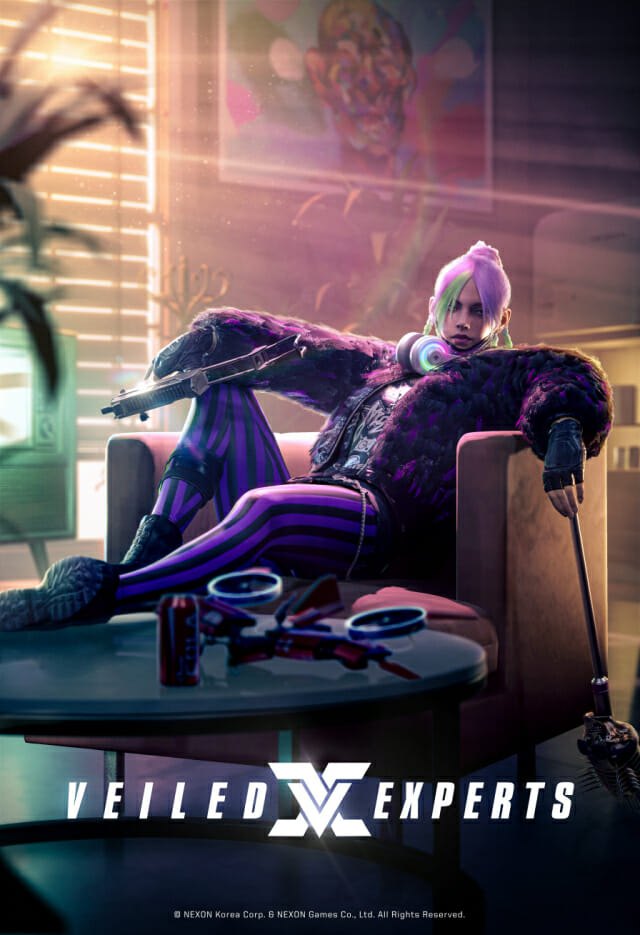 VEILED EXPERTS
© NEXON Korea Corp. & NEXON Games Co., Ltd. All Rights Reserved.